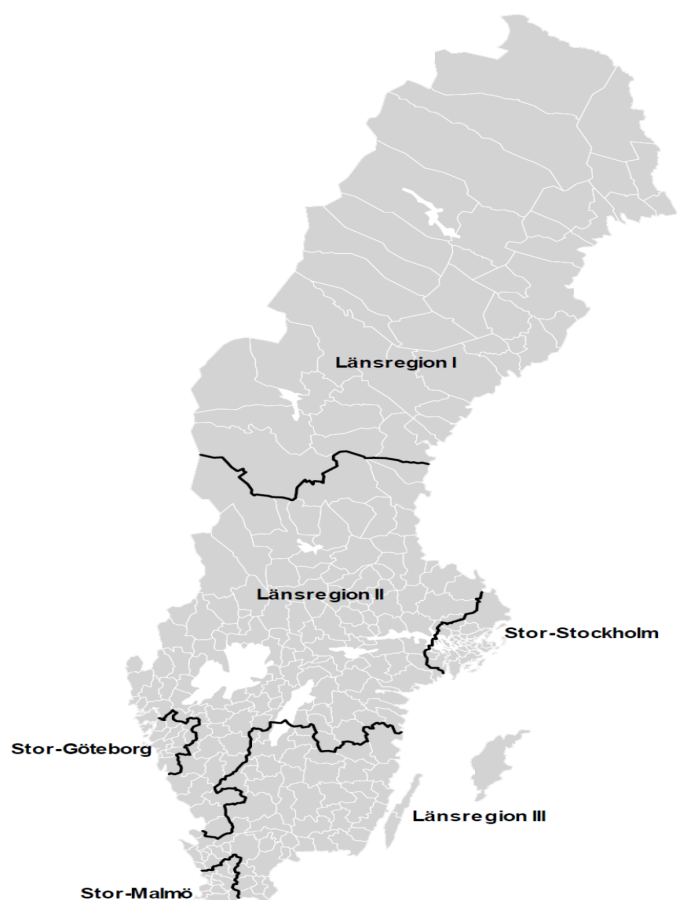 Länsregion I
Länsregion II
Stor-Stockholm
Stor-Göteborg
Länsregion III
Stor-Malmö